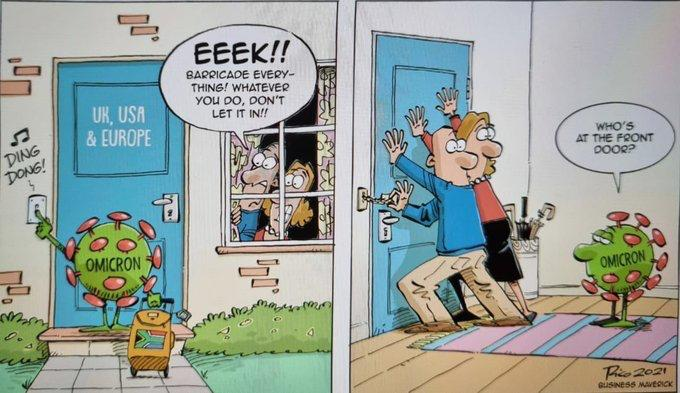 EEEK!!
BARRICADE EVERY-
THING! WHATEVER
YOU DO, DON'T
LET IT IN!!
UK, USA
& EUROPE
DING
DONG!
OMICRON
WHO'S
AT THE FRONT
DOOR?
OMICRON
Rico 2021
BUSINESS MAVERICK